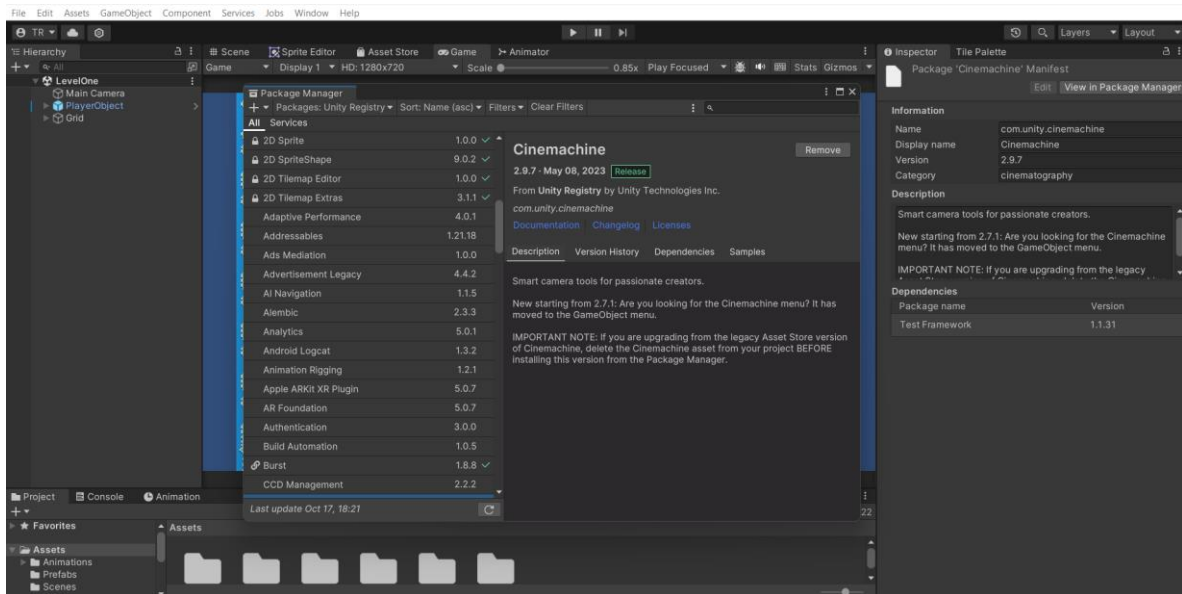 File Edit Assets GameObject Component Services Jobs Window Help
TR
Layers Layout
Hierarchy
All
LevelOne
Main Camera
PlayerObject
Grid
Scene Sprite Editor Asset Store Game Animator
Game Display 1 HD: 1280x720 Scale 0.85x Play Focused Stats Gizmos
Package Manager
Packages: Unity Registry Sort: Name (asc) Filters Clear Filters
All Services
2D Sprite 1.0.0
2D SpriteShape 9.0.2
2D Tilemap Editor 1.0.0
2D Tilemap Extras 3.1.1
Adaptive Performance 4.0.1
Addressables 1.21.18
Ads Mediation 1.0.0
Advertisement Legacy 4.4.2
AI Navigation 1.1.5
Alembic 2.3.3
Analytics 5.0.1
Android Logcat 1.3.2
Animation Rigging 1.2.1
Apple ARKit XR Plugin 5.0.7
AR Foundation 5.0.7
Authentication 3.0.0
Build Automation 1.0.5
Burst 1.8.8
CCD Management 2.2.2
Last update Oct 17, 18:21
Cinemachine
Remove
2.9.7 · May 08, 2023 Release
From Unity Registry by Unity Technologies Inc.
com.unity.cinemachine
Documentation Changelog Licenses
Description Version History Dependencies Samples
Smart camera tools for passionate creators.
New starting from 2.7.1: Are you looking for the Cinemachine menu? It has
moved to the GameObject menu.
IMPORTANT NOTE: If you are upgrading from the legacy Asset Store version
of Cinemachine, delete the Cinemachine asset from your project BEFORE
installing this version from the Package Manager.
Inspector Tile Palette
Package 'Cinemachine' Manifest
Edit View in Package Manager
Information
Name com.unity.cinemachine
Display name Cinemachine
Version 2.9.7
Category cinematography
Description
Smart camera tools for passionate creators.
New starting from 2.7.1: Are you looking for the Cinemachine
menu? It has moved to the GameObject menu.
IMPORTANT NOTE: If you are upgrading from the legacy
Dependencies
Package name Version
Test Framework 1.1.31
Project Console Animation
22
Favorites
Assets
Animations
Prefabs
Scenes
Assets